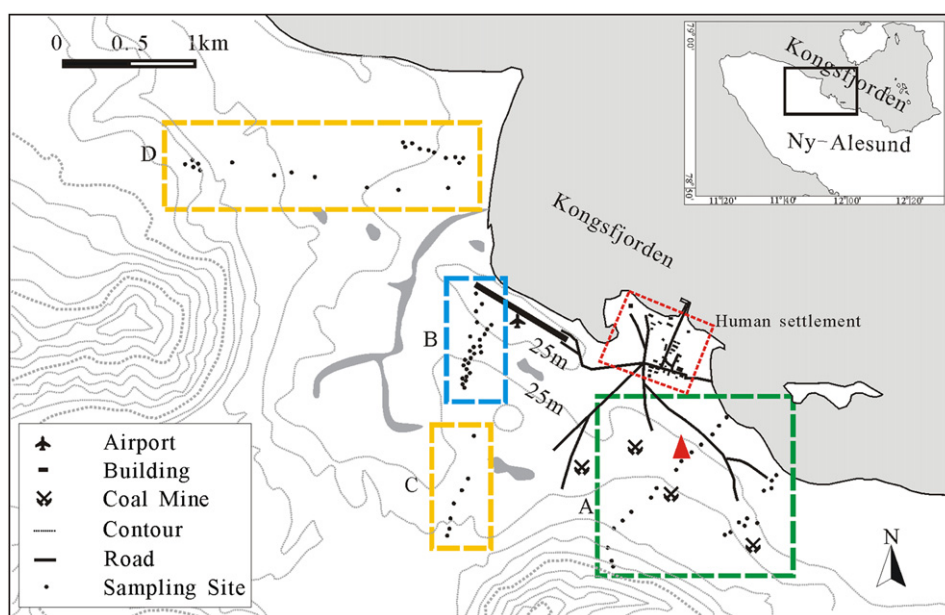 0 0.5 1km
79°00'
Kongsfjorden
Ny-Alesund
78°50'
11°20' 11°40' 12°00' 12°20'
D
Kongsfjorden
Human settlement
B
25m
25m
C
A
Airport
Building
Coal Mine
Contour
Road
Sampling Site
N